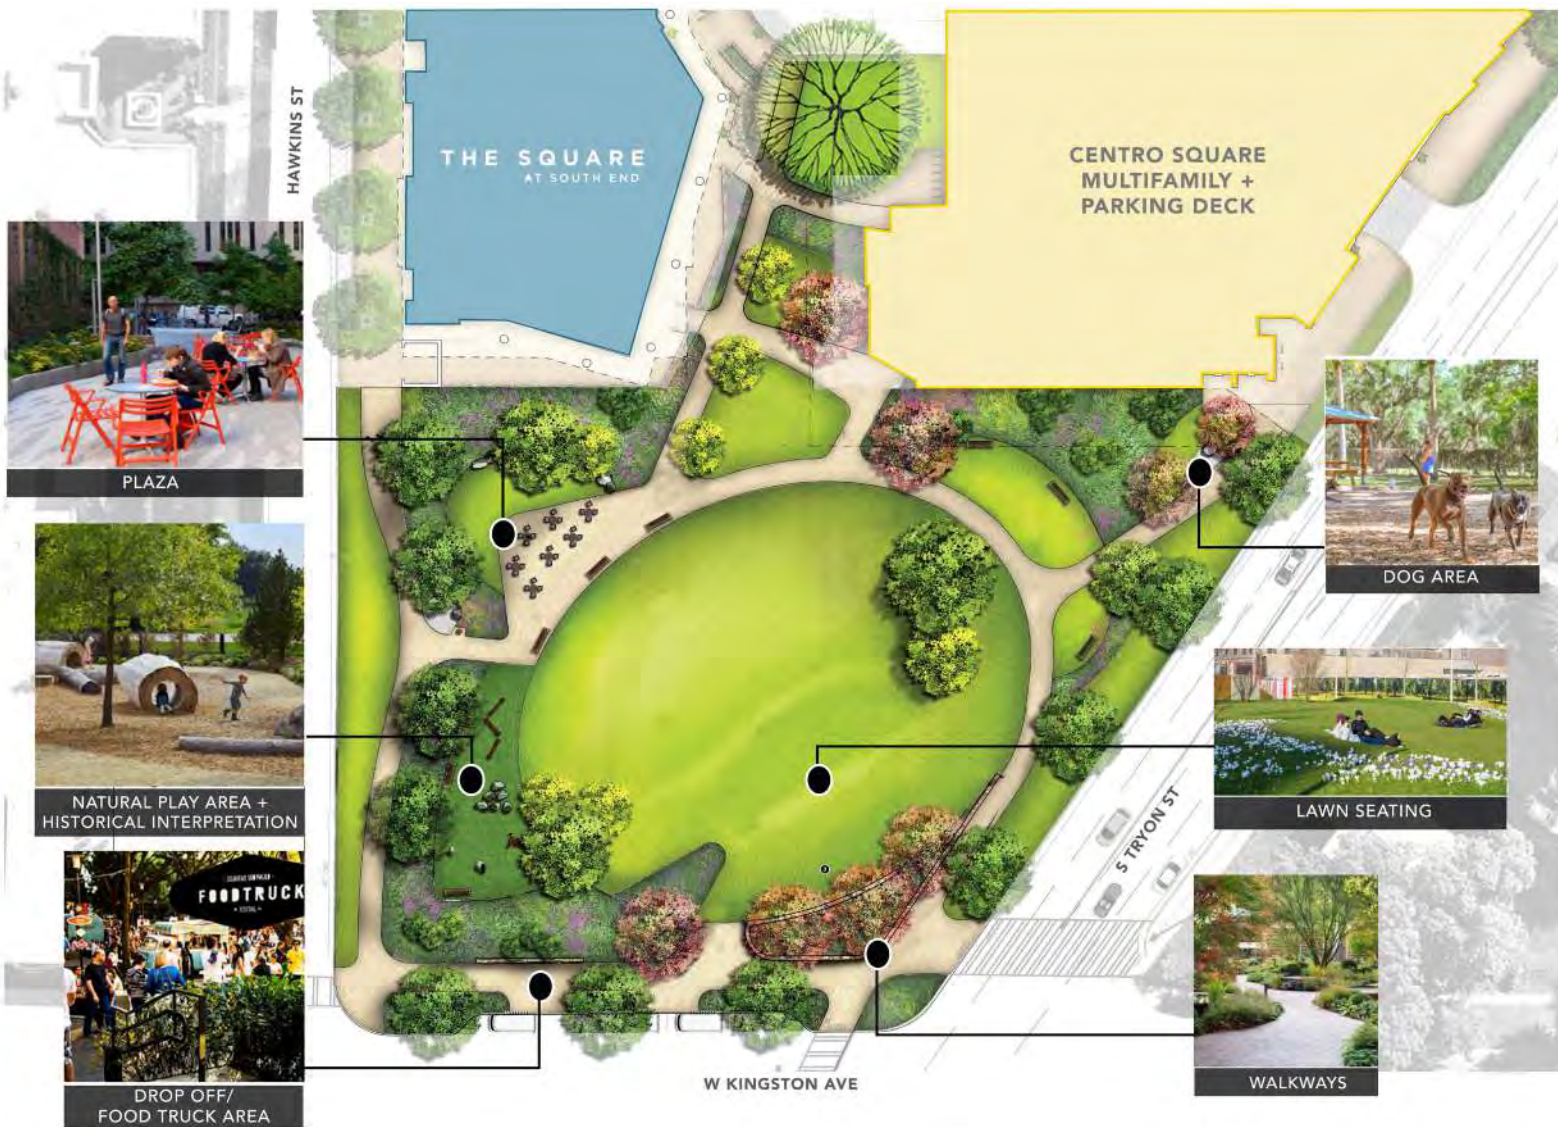 HAWKINS ST
THE SQUARE
AT SOUTH END
CENTRO SQUARE
MULTIFAMILY +
PARKING DECK
PLAZA
DOG AREA
NATURAL PLAY AREA +
HISTORICAL INTERPRETATION
LAWN SEATING
S TRYON ST
FOODTRUCK
FESTIVAL
DROP OFF/
FOOD TRUCK AREA
W KINGSTON AVE
WALKWAYS